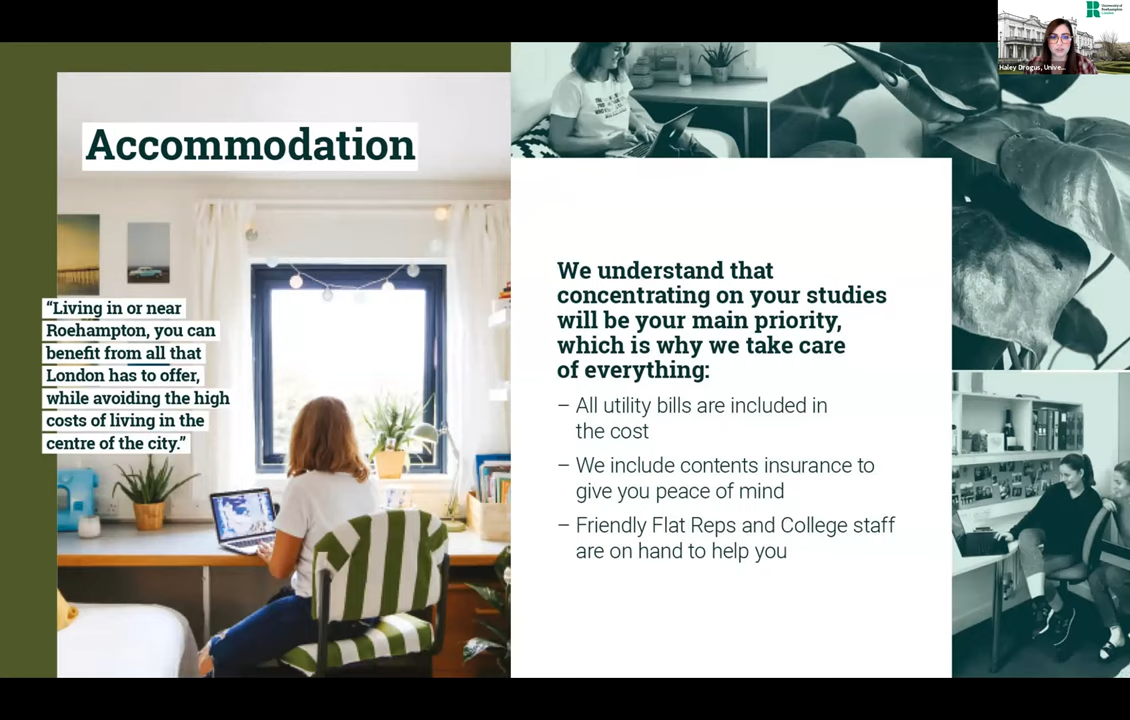 University of
Roehampton
London
Haley Drogus, Unive...
Accommodation
“Living in or near
Roehampton, you can
benefit from all that
London has to offer,
while avoiding the high
costs of living in the
centre of the city.”
We understand that
concentrating on your studies
will be your main priority,
which is why we take care
of everything:
– All utility bills are included in
the cost
– We include contents insurance to
give you peace of mind
– Friendly Flat Reps and College staff
are on hand to help you